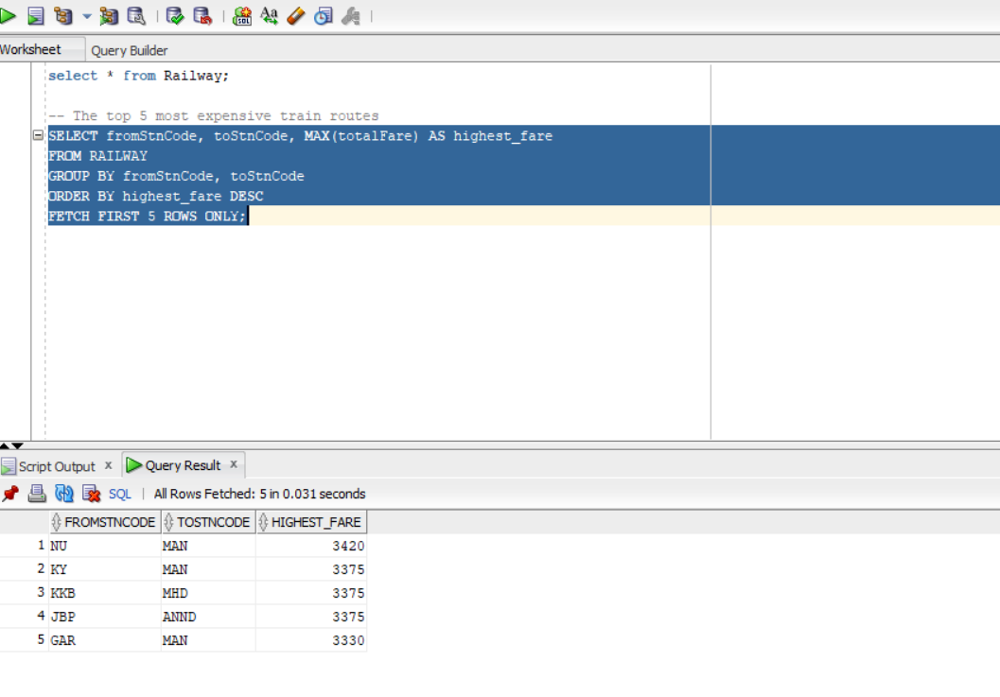 Worksheet Query Builder
select * from Railway;
-- The top 5 most expensive train routes
SELECT fromStnCode, toStnCode, MAX(totalFare) AS highest_fare
FROM RAILWAY
GROUP BY fromStnCode, toStnCode
ORDER BY highest_fare DESC
FETCH FIRST 5 ROWS ONLY;
Script Output x Query Result x
SQL | All Rows Fetched: 5 in 0.031 seconds
FROMSTNCODE TOSTNCODE HIGHEST_FARE
1 NU MAN 3420
2 KY MAN 3375
3 KKB MHD 3375
4 JBP ANND 3375
5 GAR MAN 3330